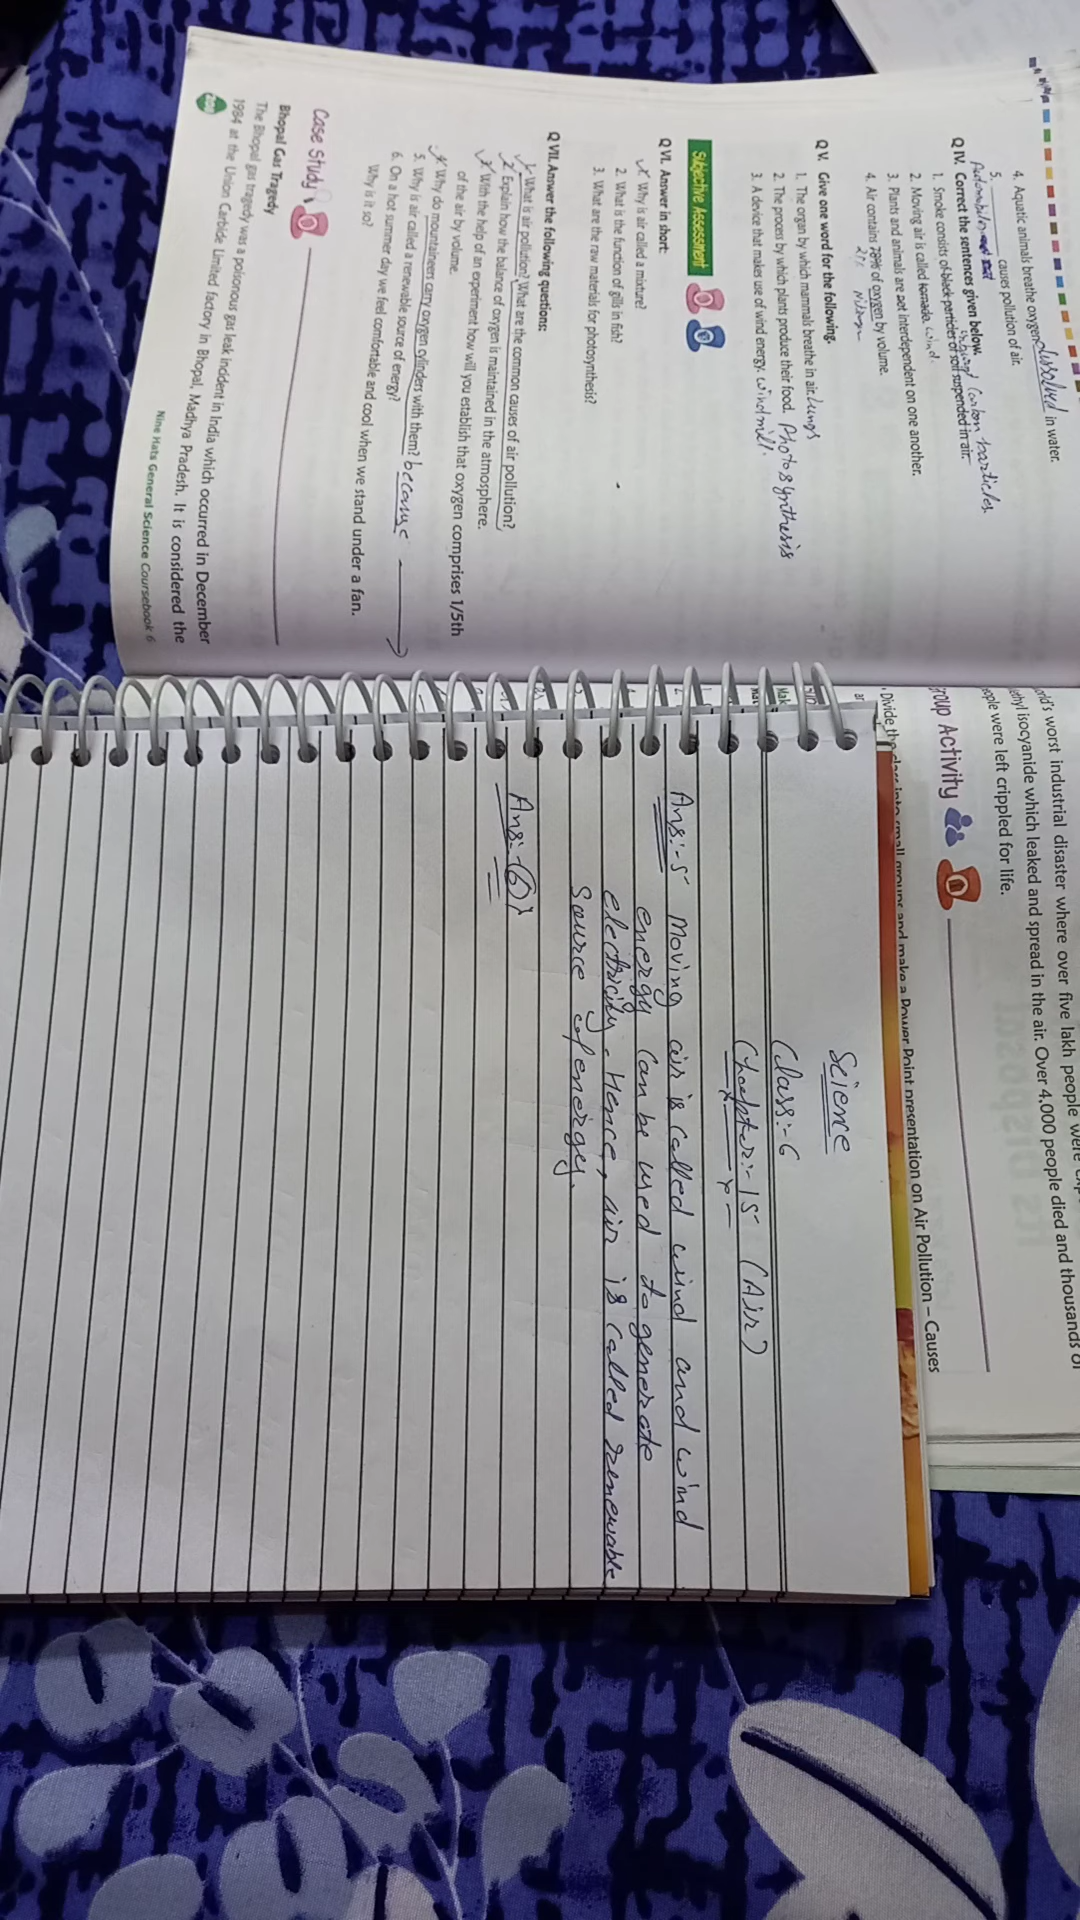 4. Aquatic animals breathe oxygen dissolved in water.
5. causes pollution of air.
Q IV. Correct the sentences given below.
carbon particles
1. Smoke consists of black particles of soil suspended in air.
2. Moving air is called tornado. wind.
3. Plants and animals are not interdependent on one another.
4. Air contains 78% of oxygen by volume.
21%
Q V. Give one word for the following.
1. The organ by which mammals breathe in air. Lungs
2. The process by which plants produce their food. Photosynthesis
3. A device that makes use of wind energy. windmill.
Subjective Assessment
Q VI. Answer in short:
1. Why is air called a mixture?
2. What is the function of gills in fish?
3. What are the raw materials for photosynthesis?
Q VII. Answer the following questions:
1. What is air pollution? What are the common causes of air pollution?
2. Explain how the balance of oxygen is maintained in the atmosphere.
3. With the help of an experiment how will you establish that oxygen comprises 1/5th
of the air by volume.
4. Why do mountaineers carry oxygen cylinders with them? because
5. Why is air called a renewable source of energy?
6. On a hot summer day we feel comfortable and cool when we stand under a fan.
Why is it so?
Case Study
Bhopal Gas Tragedy
The Bhopal gas tragedy was a poisonous gas leak incident in India which occurred in December
1984 at the Union Carbide Limited factory in Bhopal, Madhya Pradesh. It is considered the
Nine Hats General Science Coursebook 6
world's worst industrial disaster where over five lakh people were
isocyanide which leaked and spread in the air. Over 4,000 people died and thousands of
people were left crippled for life.
Group Activity
• Divide the class into small groups and make a Power Point presentation on Air Pollution – Causes
Science
Class:- 6
Chapter:- 15 (Air)
Ans:- 5 Moving air is called wind and wind
energy can be used to generate
electricity. Hence, air is called renewable
Source of energy.
Ans:- (6)